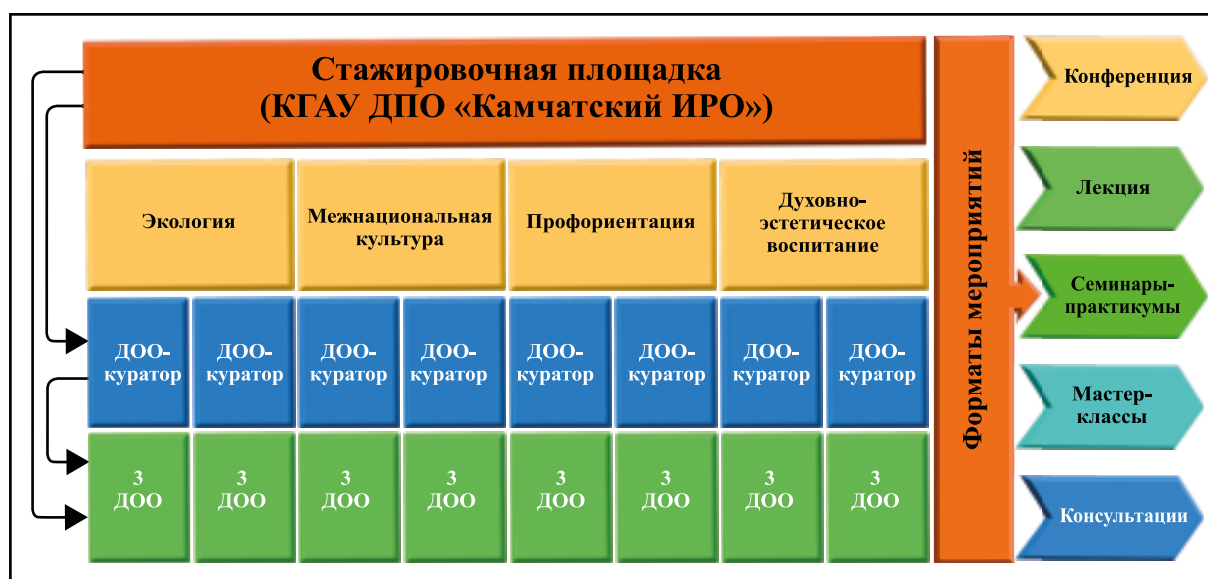 Стажировочная площадка
(КГАУ ДПО «Камчатский ИРО»)
Экология
Межнациональная
культура
Профориентация
Духовно-
эстетическое
воспитание
ДОО-
куратор
ДОО-
куратор
ДОО-
куратор
ДОО-
куратор
ДОО-
куратор
ДОО-
куратор
ДОО-
куратор
ДОО-
куратор
3
ДОО
3
ДОО
3
ДОО
3
ДОО
3
ДОО
3
ДОО
3
ДОО
3
ДОО
Форматы мероприятий
Конференция
Лекция
Семинары-
практикумы
Мастер-
классы
Консультации